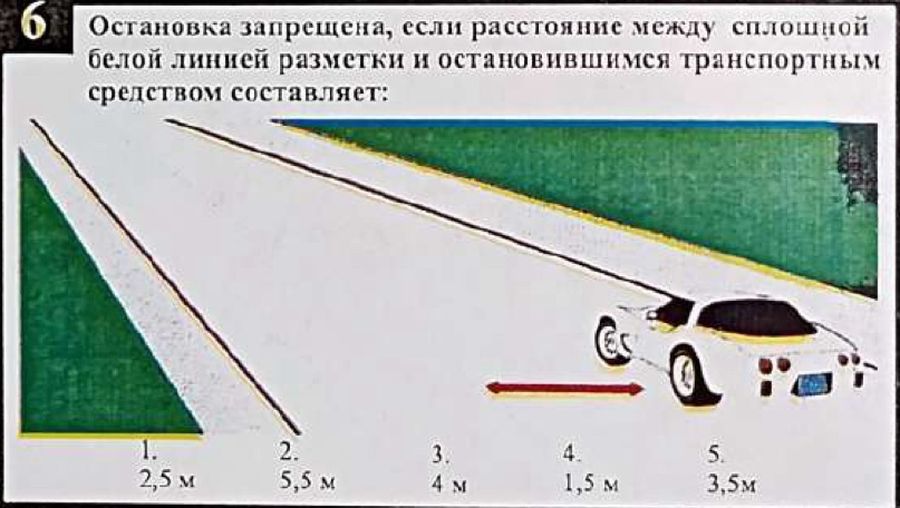 6
Остановка запрещена, если расстояние между сплошной
белой линией разметки и остановившимся транспортным
средством составляет:
1. 2. 3. 4. 5.
2,5 м 5,5 м 4 м 1,5 м 3,5м